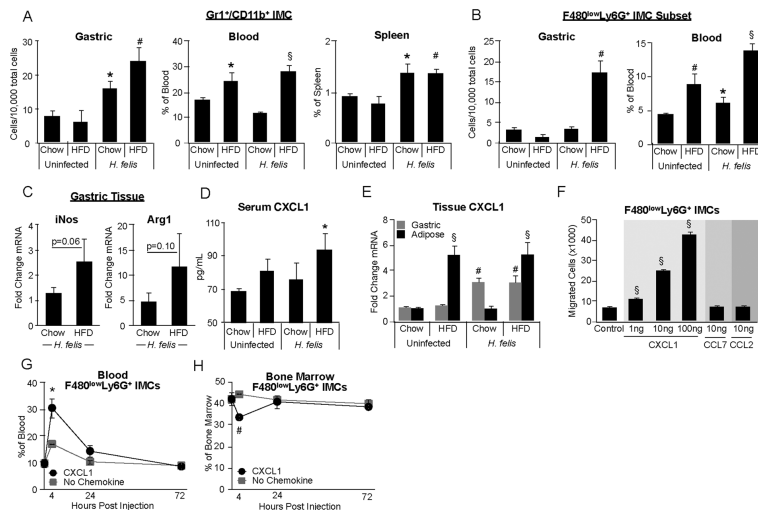 A
Gr1⁺/CD11b⁺ IMC
Gastric
Cells/10,000 total cells
40
30
20
10
0
*
#
Chow HFD Chow HFD
Uninfected H. felis
Blood
% of Blood
40
30
20
10
0
*
§
Chow HFD Chow HFD
Uninfected H. felis
Spleen
% of Spleen
2
1
0
*
#
Chow HFD Chow HFD
Uninfected H. felis
B
F480ˡᵒʷLy6G⁺ IMC Subset
Gastric
Cells/10,000 total cells
25
20
15
10
5
0
#
Chow HFD Chow HFD
Uninfected H. felis
Blood
% of Blood
15
10
5
0
#
*
§
Chow HFD Chow HFD
Uninfected H. felis
C
Gastric Tissue
iNos
Fold Change mRNA
4
2
0
p=0.06
Chow HFD
— H. felis —
Arg1
Fold Change mRNA
20
10
0
p=0.10
Chow HFD
— H. felis —
D
Serum CXCL1
pg/mL
110
90
70
*
Chow HFD Chow HFD
Uninfected H. felis
E
Tissue CXCL1
Fold Change mRNA
8
6
4
2
0
Gastric
Adipose
§
#
#
§
Chow HFD Chow HFD
Uninfected H. felis
F
F480ˡᵒʷLy6G⁺ IMCs
Migrated Cells (x1000)
50
40
30
20
10
0
§
§
§
Control 1ng 10ng 100ng 10ng 10ng
CXCL1 CCL7 CCL2
G
Blood
F480ˡᵒʷLy6G⁺ IMCs
%of Blood
40
30
20
10
0
*
CXCL1
No Chemokine
4 24 72
Hours Post Injection
H
Bone Marrow
F480ˡᵒʷLy6G⁺ IMCs
% of Bone Marrow
50
40
30
20
10
0
#
CXCL1
No Chemokine
4 24 72
Hours Post Injection